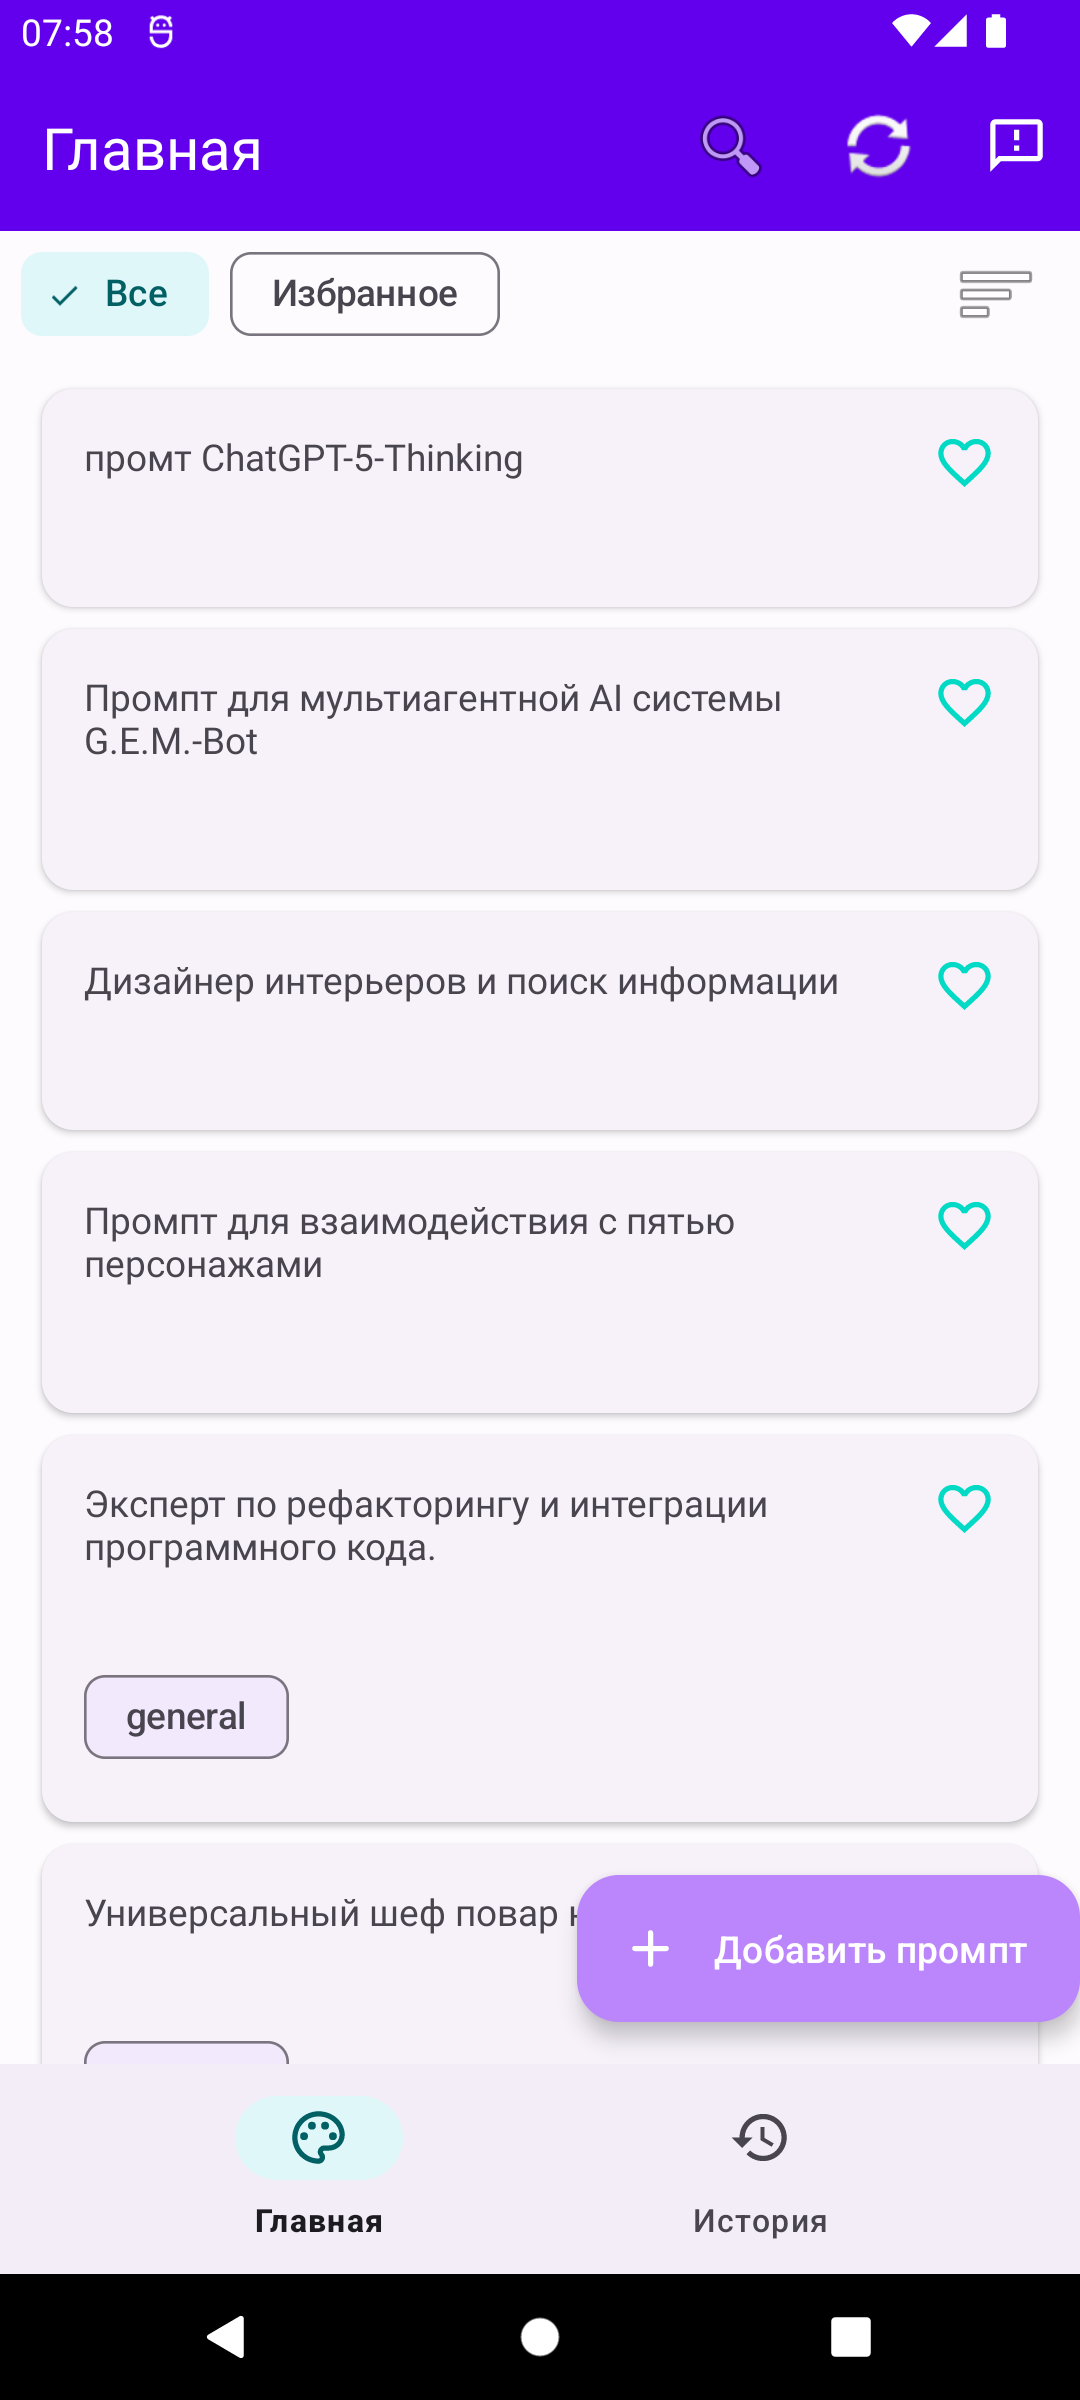 07:58
Главная
Все
Избранное
промт ChatGPT-5-Thinking
Промпт для мультиагентной AI системы
G.E.M.-Bot
Дизайнер интерьеров и поиск информации
Промпт для взаимодействия с пятью
персонажами
Эксперт по рефакторингу и интеграции
программного кода.
general
Универсальный шеф повар
Добавить промпт
Главная
История